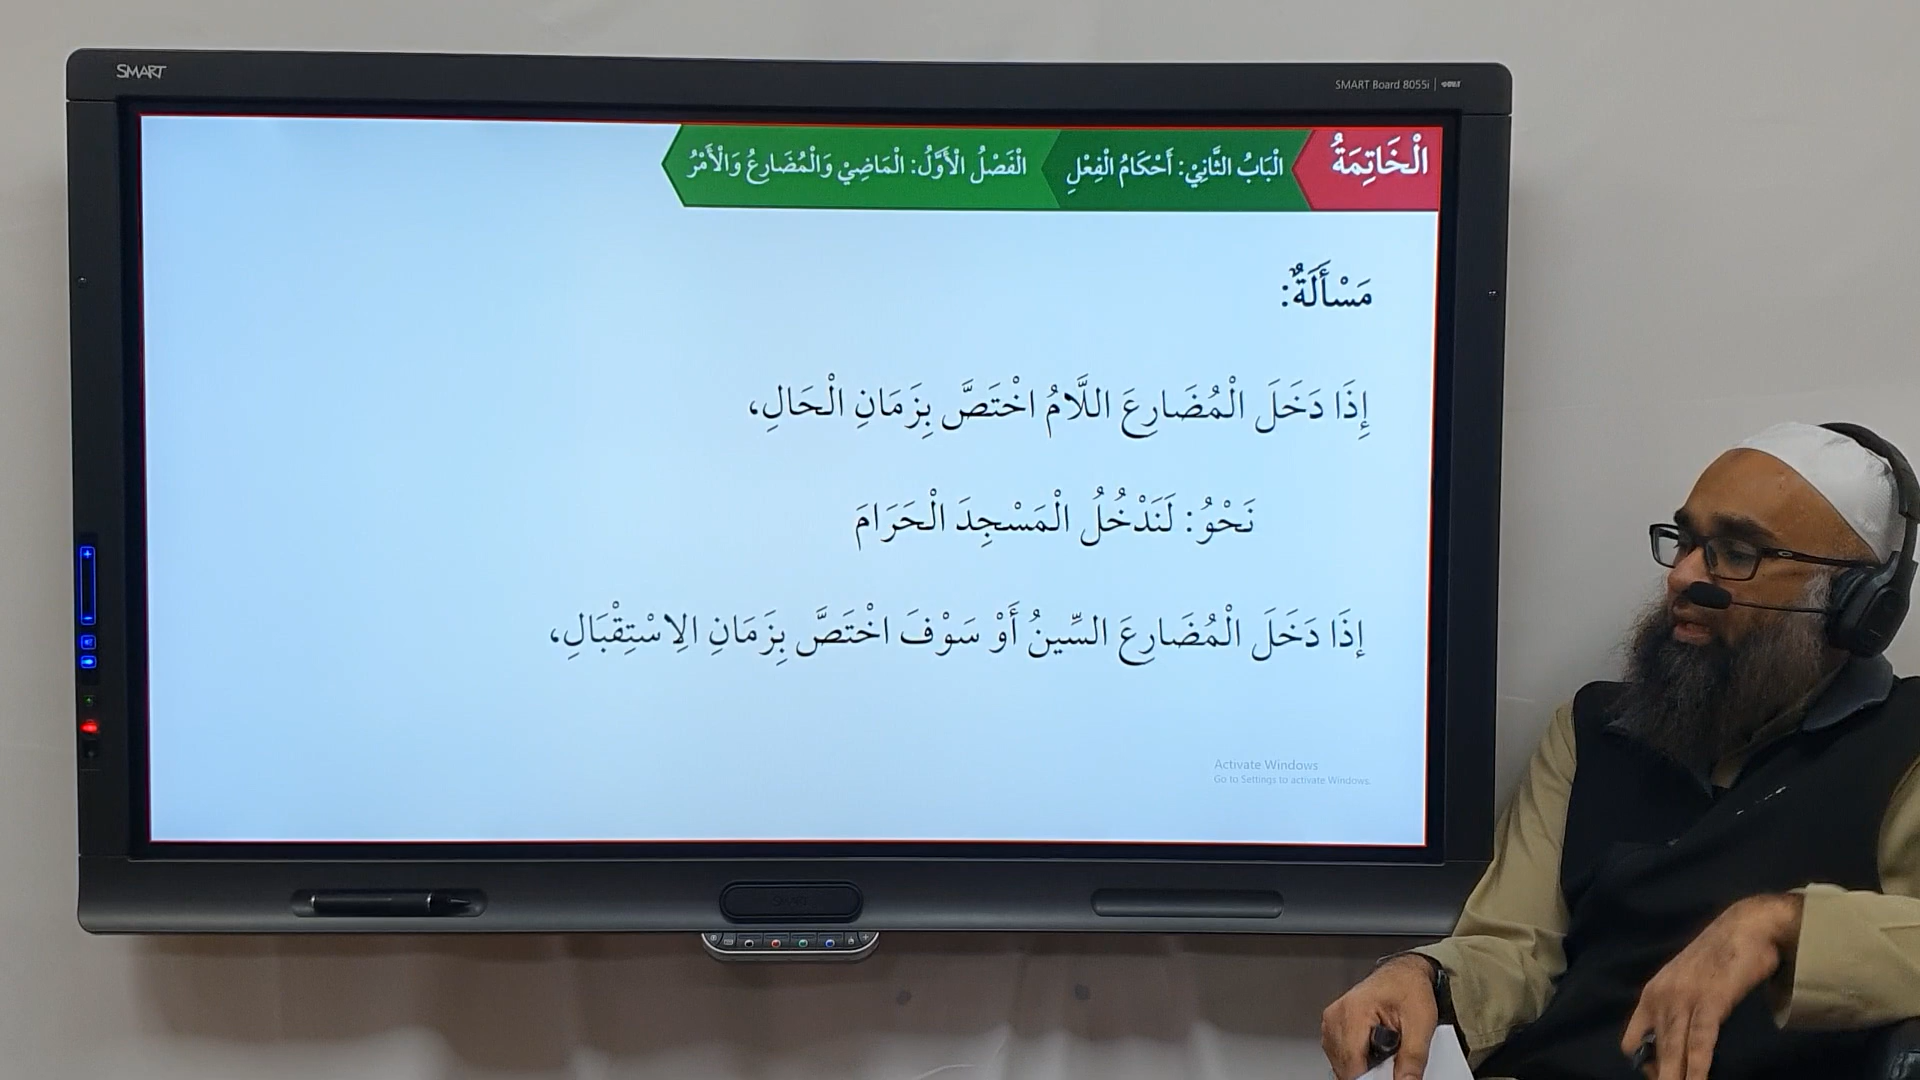 SMART
SMART Board 8055i
الْخَاتِمَةُ
الْبَابُ الثَّانِيْ: أَحْكَامُ الْفِعْلِ
الْفَصْلُ الْأَوَّلُ: الْمَاضِيْ وَالْمُضَارِعُ وَالْأَمْرُ
مَسْأَلَةٌ:
إِذَا دَخَلَ الْمُضَارِعَ اللَّامُ اخْتَصَّ بِزَمَانِ الْحَالِ،
نَحْوُ: لَنَدْخُلُ الْمَسْجِدَ الْحَرَامَ
إذَا دَخَلَ الْمُضَارِعَ السِّينُ أَوْ سَوْفَ اخْتَصَّ بِزَمَانِ الِاسْتِقْبَالِ،
Activate Windows
Go to Settings to activate Windows.
SMART